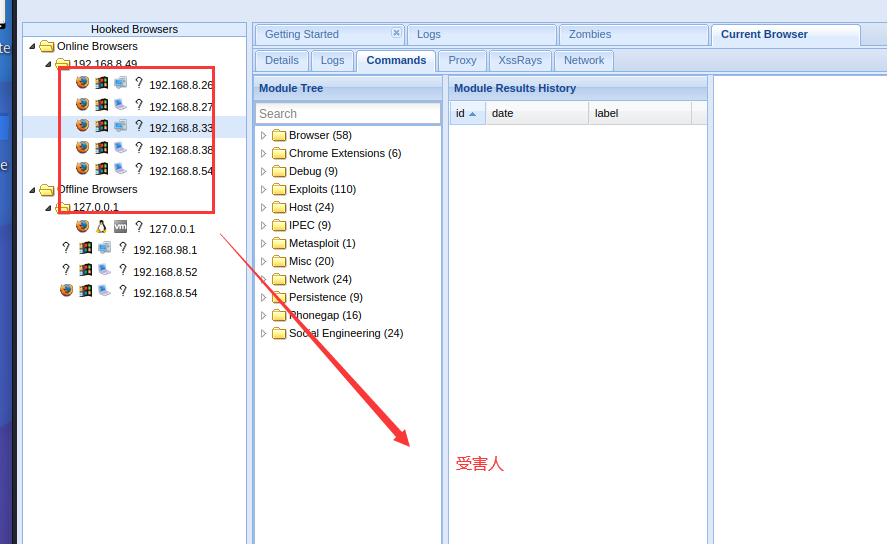 Hooked Browsers
Online Browsers
192.168.8.49
192.168.8.26
192.168.8.27
192.168.8.33
192.168.8.38
192.168.8.54
Offline Browsers
127.0.0.1
127.0.0.1
192.168.98.1
192.168.8.52
192.168.8.54
Getting Started
Logs
Zombies
Current Browser
Details
Logs
Commands
Proxy
XssRays
Network
Module Tree
Search
Browser (58)
Chrome Extensions (6)
Debug (9)
Exploits (110)
Host (24)
IPEC (9)
Metasploit (1)
Misc (20)
Network (24)
Persistence (9)
Phonegap (16)
Social Engineering (24)
Module Results History
id date label
受害人